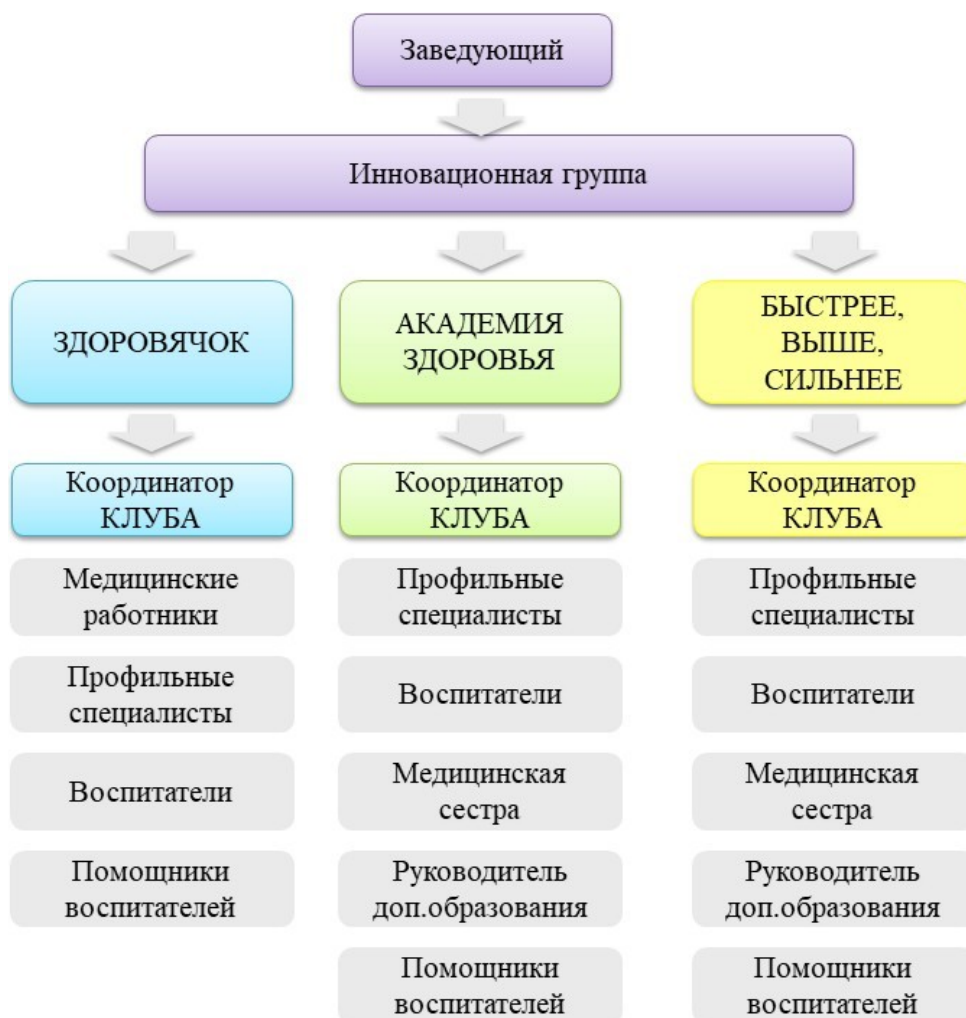 Заведующий
Инновационная группа
ЗДОРОВЯЧОК
АКАДЕМИЯ
ЗДОРОВЬЯ
БЫСТРЕЕ,
ВЫШЕ,
СИЛЬНЕЕ
Координатор
КЛУБА
Координатор
КЛУБА
Координатор
КЛУБА
Медицинские
работники
Профильные
специалисты
Воспитатели
Помощники
воспитателей
Профильные
специалисты
Воспитатели
Медицинская
сестра
Руководитель
доп.образования
Помощники
воспитателей
Профильные
специалисты
Воспитатели
Медицинская
сестра
Руководитель
доп.образования
Помощники
воспитателей